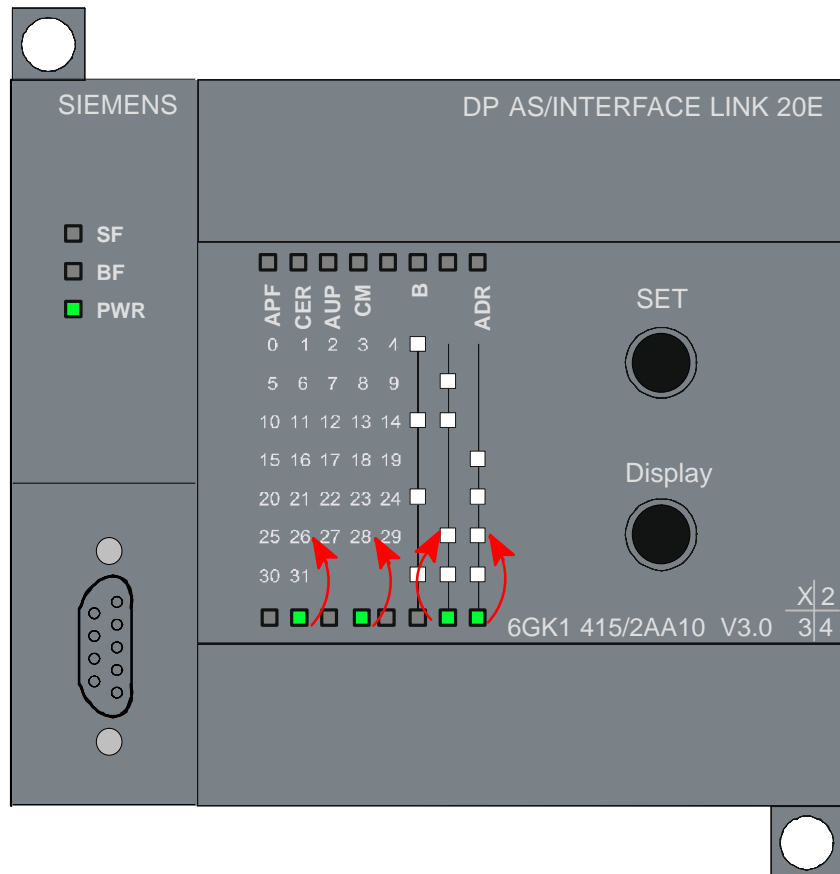 SIEMENS
DP AS/INTERFACE LINK 20E
SF
BF
PWR
APF CER AUP CM B ADR
0 1 2 3 4
5 6 7 8 9
10 11 12 13 14
15 16 17 18 19
20 21 22 23 24
25 26 27 28 29
30 31
SET
Display
X 2
6GK1 415/2AA10 V3.0 3 4